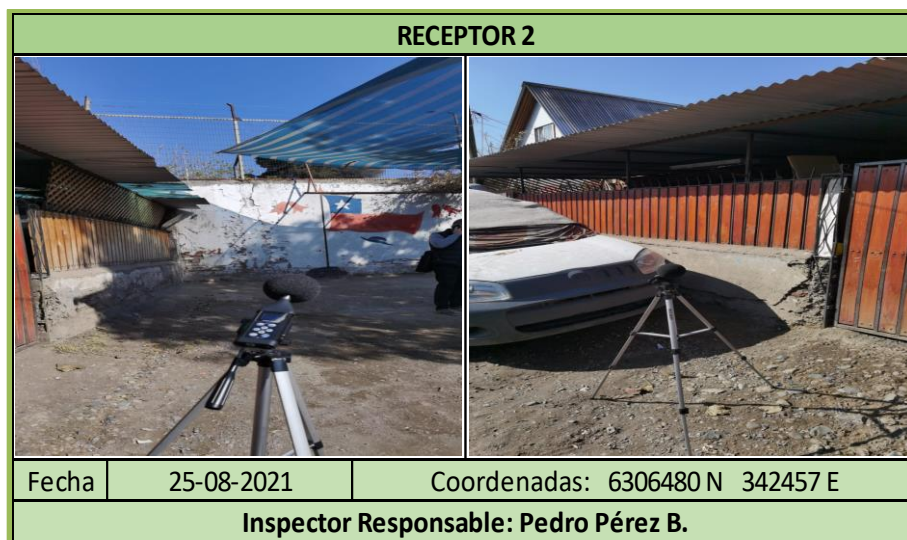 RECEPTOR 2
Fecha 25-08-2021 Coordenadas: 6306480 N 342457 E
Inspector Responsable: Pedro Pérez B.